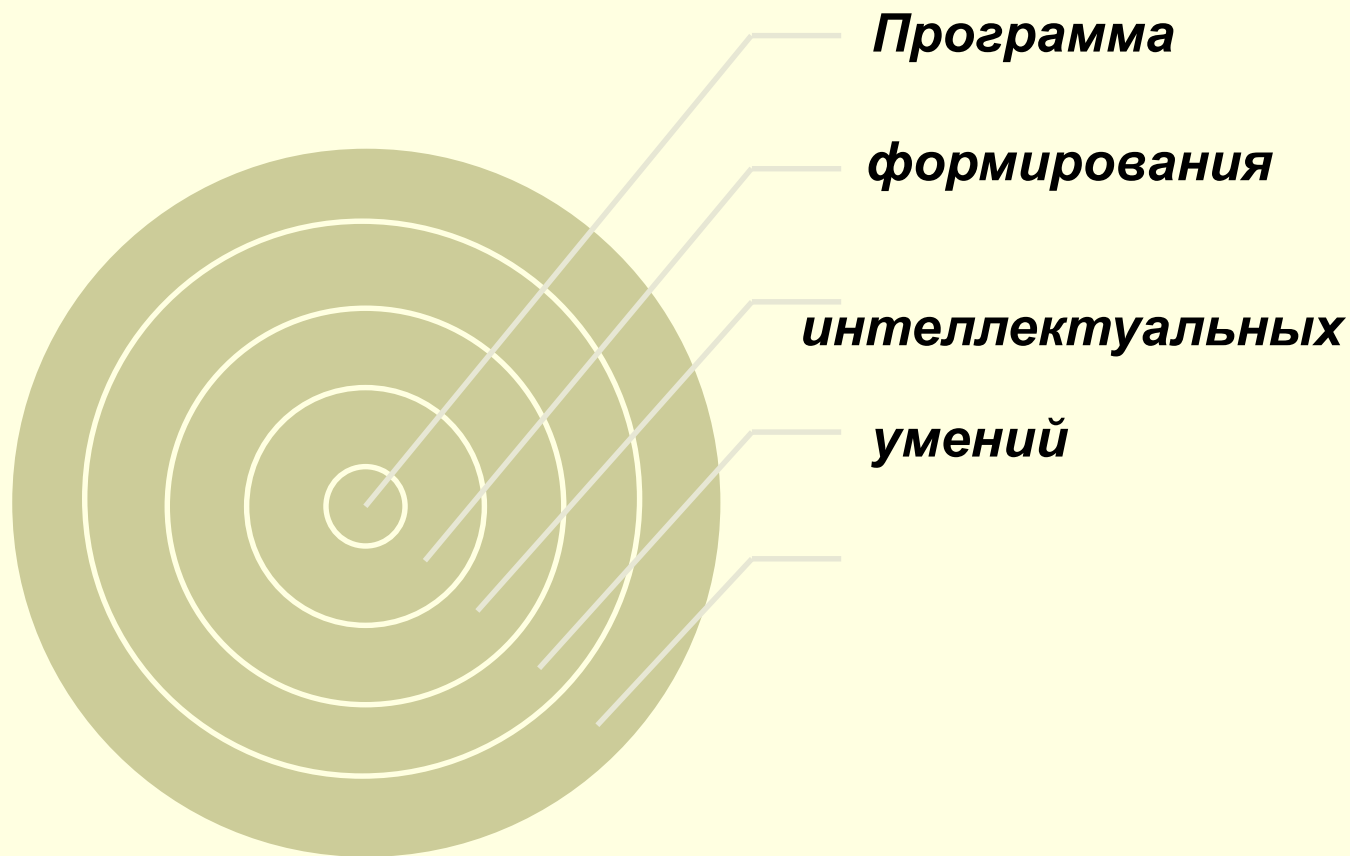 Программа
формирования
интеллектуальных
умений